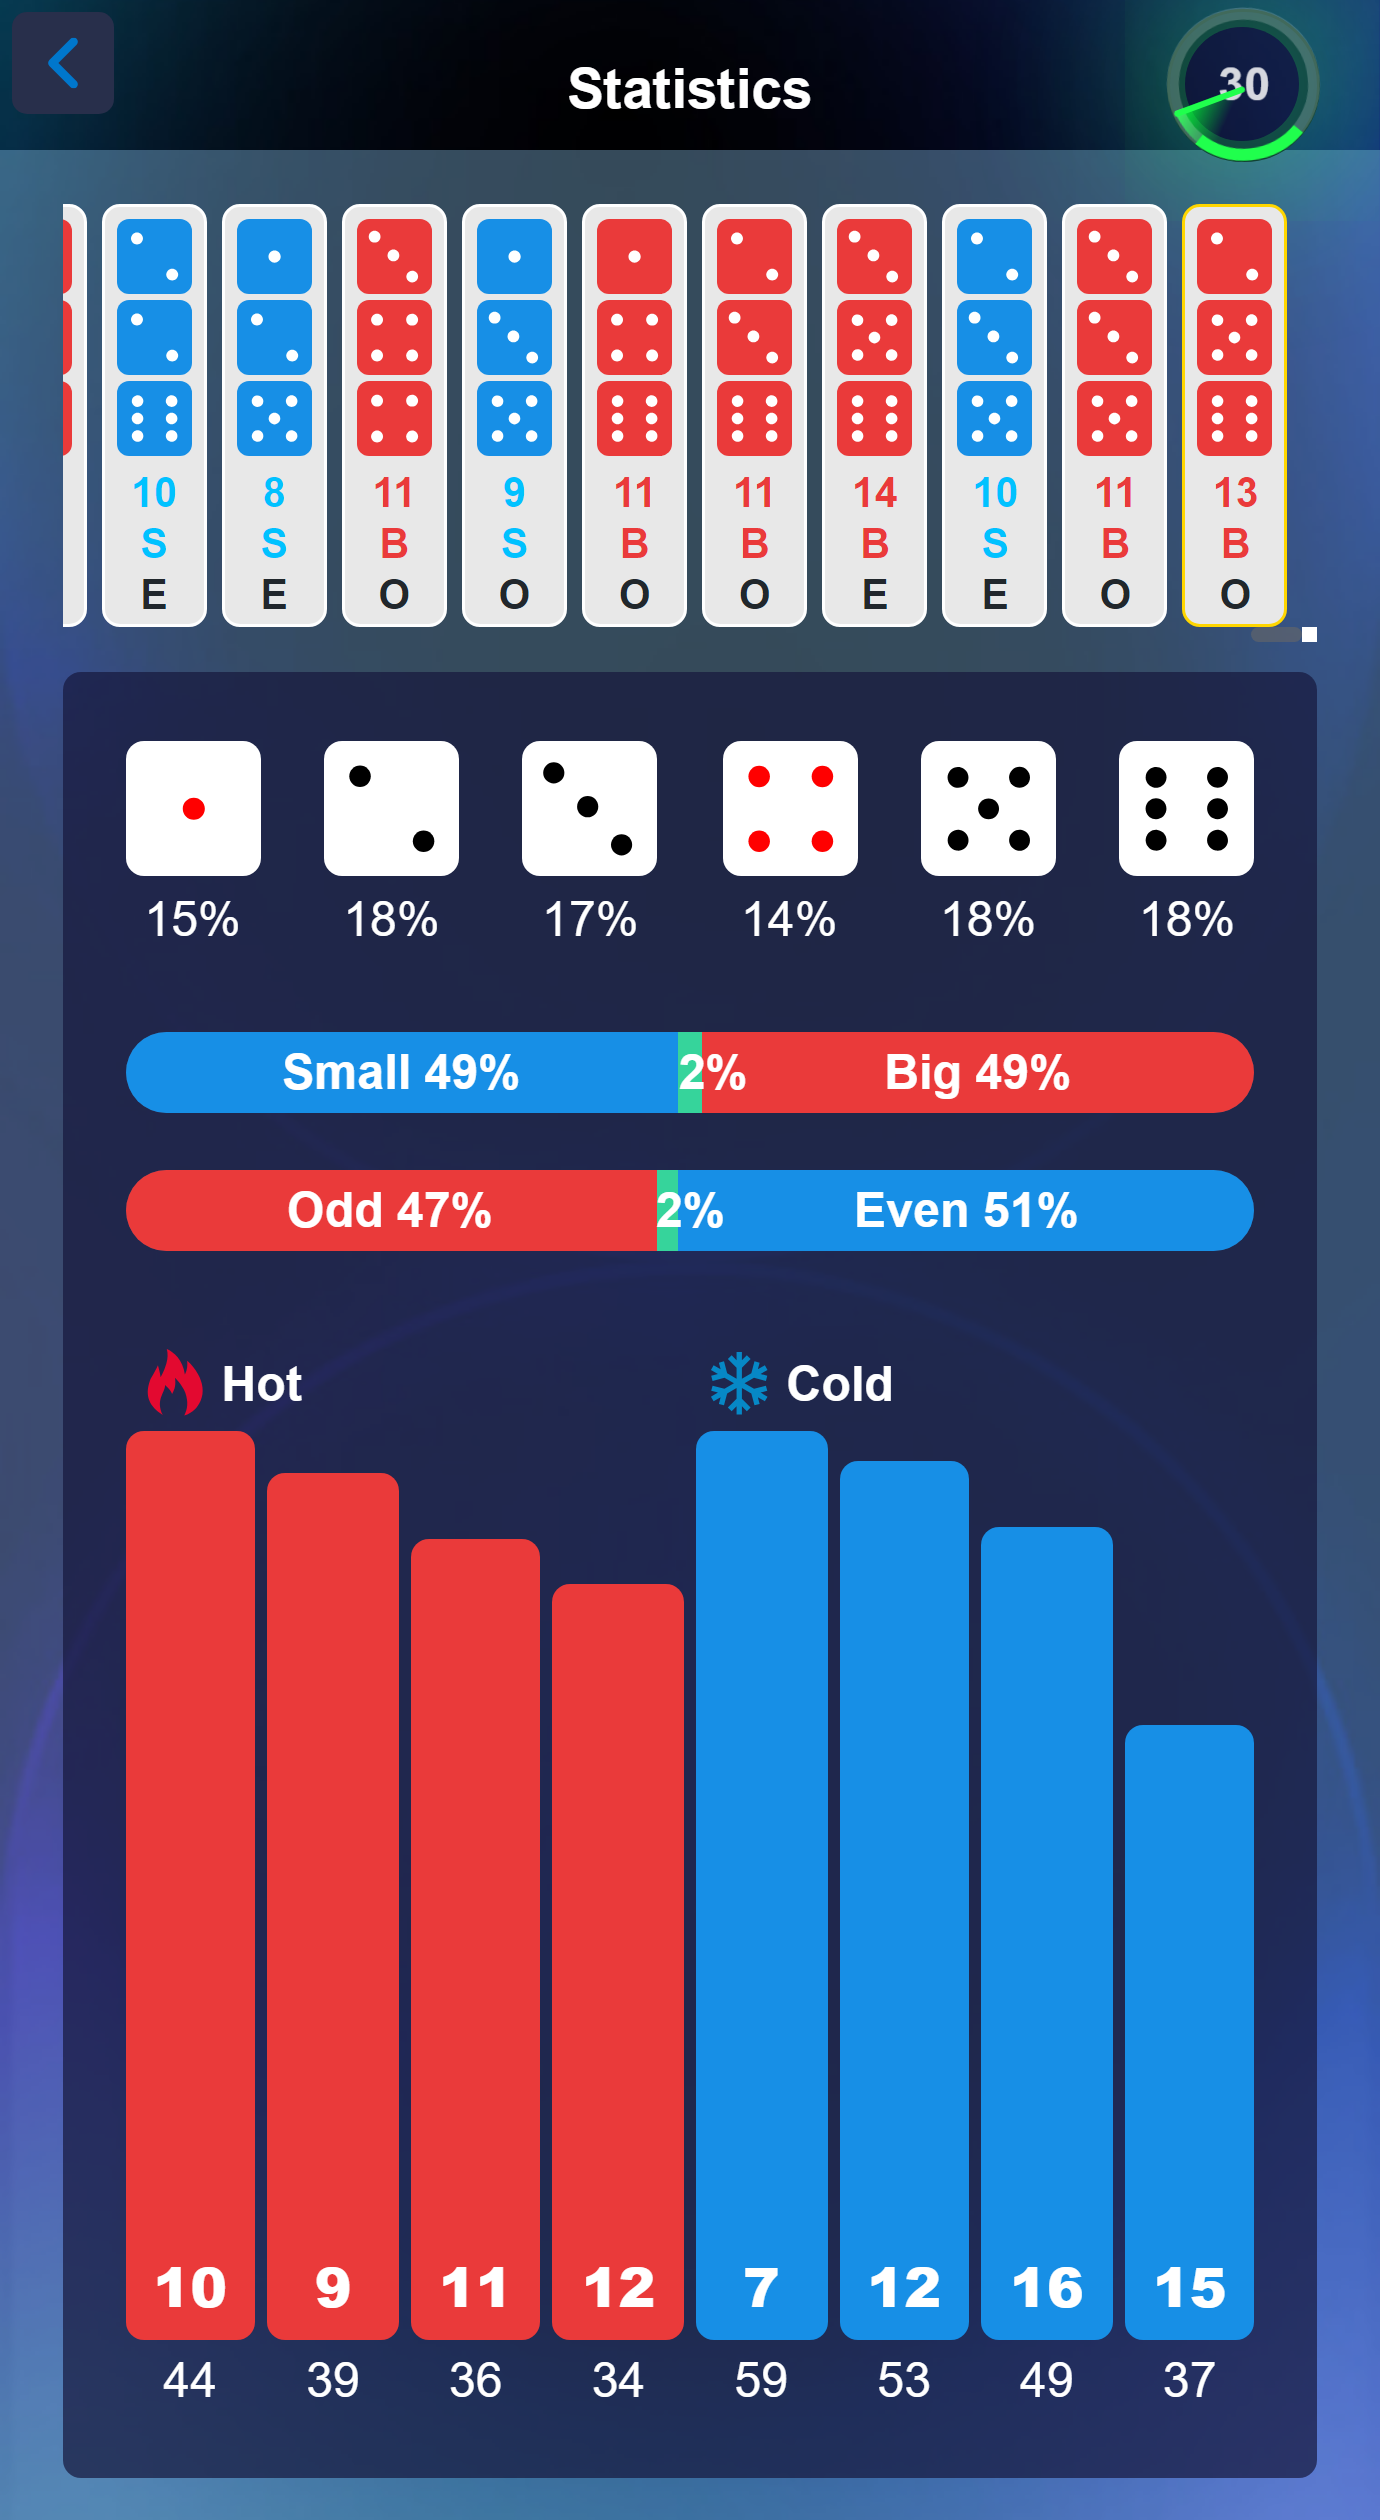 Statistics
30
10 8 11 9 11 11 14 10 11 13
S S B S B B B S B B
E E O O O O E E O O
15% 18% 17% 14% 18% 18%
Small 49% 2% Big 49%
Odd 47% 2% Even 51%
Hot Cold
10 9 11 12 7 12 16 15
44 39 36 34 59 53 49 37